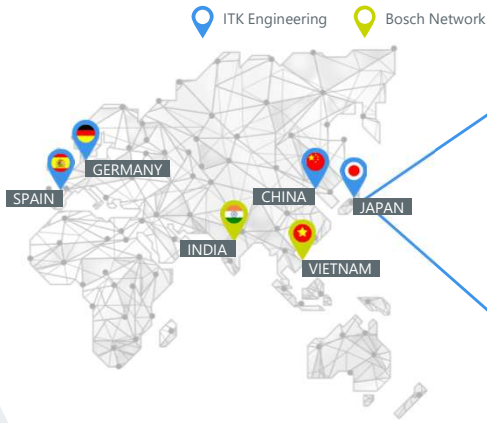 ITK Engineering
Bosch Network
GERMANY
SPAIN
CHINA
JAPAN
INDIA
VIETNAM